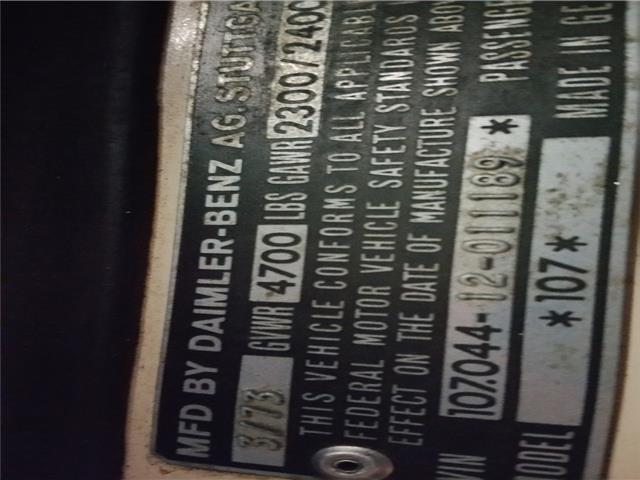 MFD BY DAIMLER-BENZ AG. STUTTGA
3/73 GVWR 4700 LBS GAWR 2300/2400
THIS VEHICLE CONFORMS TO ALL APPLICABLE
FEDERAL MOTOR VEHICLE SAFETY STANDARDS
EFFECT ON THE DATE OF MANUFACTURE SHOWN ABOV
VIN 107.044-12-011189 * PASSENGE
MODEL *107* MADE IN GE